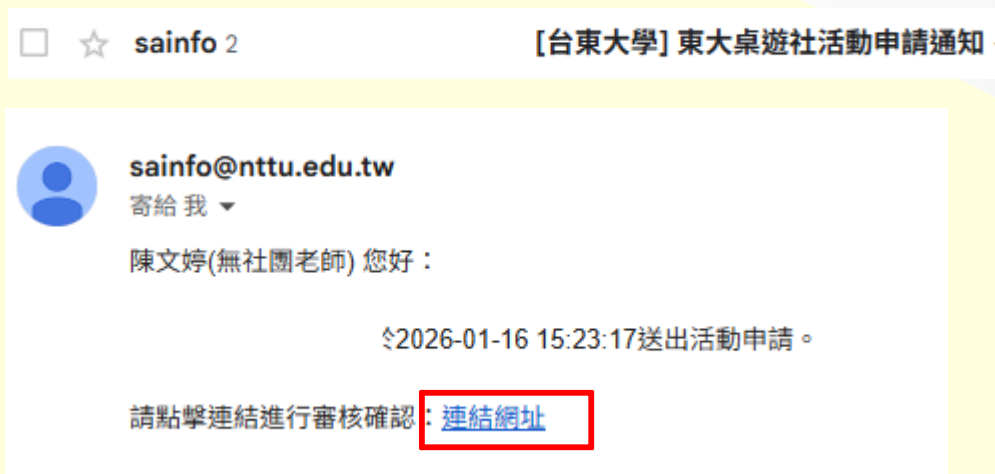 sainfo 2 [台東大學] 東大桌遊社活動申請通知
sainfo@nttu.edu.tw
寄給 我
陳文婷(無社團老師) 您好：
2026-01-16 15:23:17送出活動申請。
請點擊連結進行審核確認：連結網址